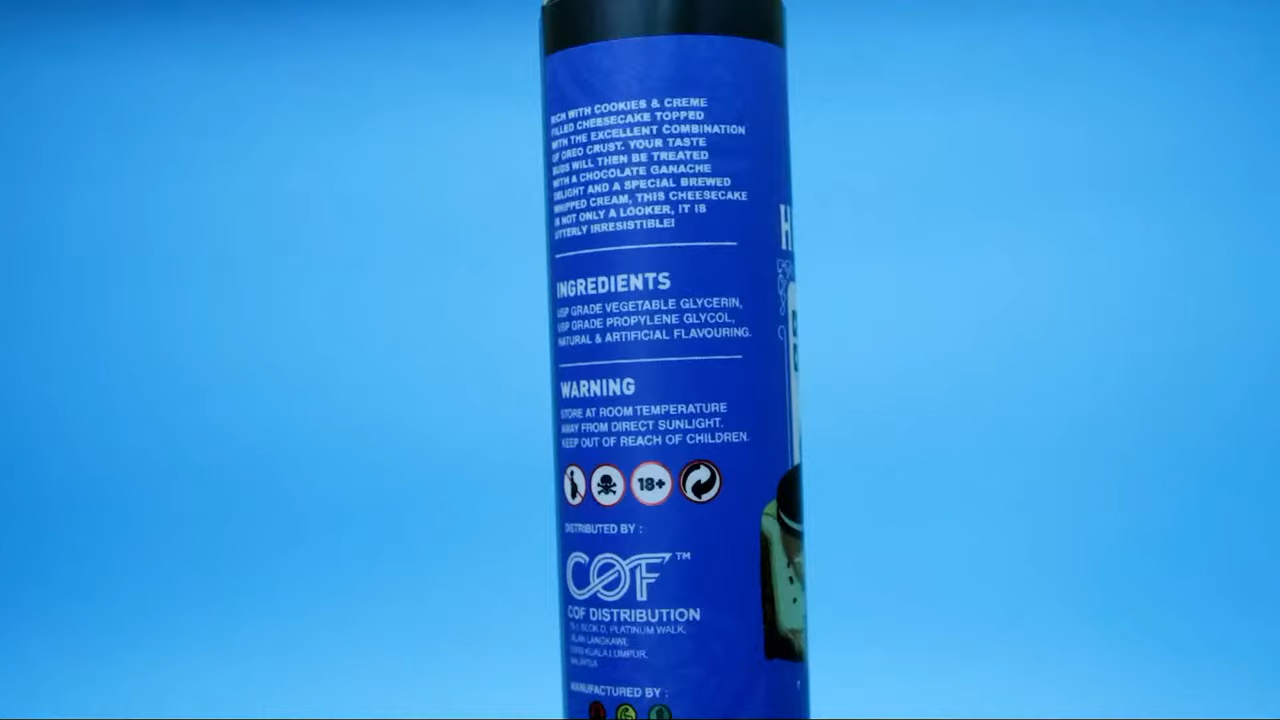 RICH WITH COOKIES & CREME
FILLED CHEESECAKE TOPPED
WITH THE EXCELLENT COMBINATION
OF OREO CRUST. YOUR TASTE
BUDS WILL THEN BE TREATED
WITH A CHOCOLATE GANACHE
DELIGHT AND A SPECIAL BREWED
WHIPPED CREAM, THIS CHEESECAKE
IS NOT ONLY A LOOKER, IT IS
UTTERLY IRRESISTIBLE!
INGREDIENTS
USP GRADE VEGETABLE GLYCERIN,
USP GRADE PROPYLENE GLYCOL,
NATURAL & ARTIFICIAL FLAVOURING.
WARNING
STORE AT ROOM TEMPERATURE
AWAY FROM DIRECT SUNLIGHT.
KEEP OUT OF REACH OF CHILDREN.
18+
DISTRIBUTED BY :
COF™
COF DISTRIBUTION
BLOK D, PLATINUM WALK,
JALAN LANGKAWI,
KUALA LUMPUR,
MALAYSIA
MANUFACTURED BY :
H